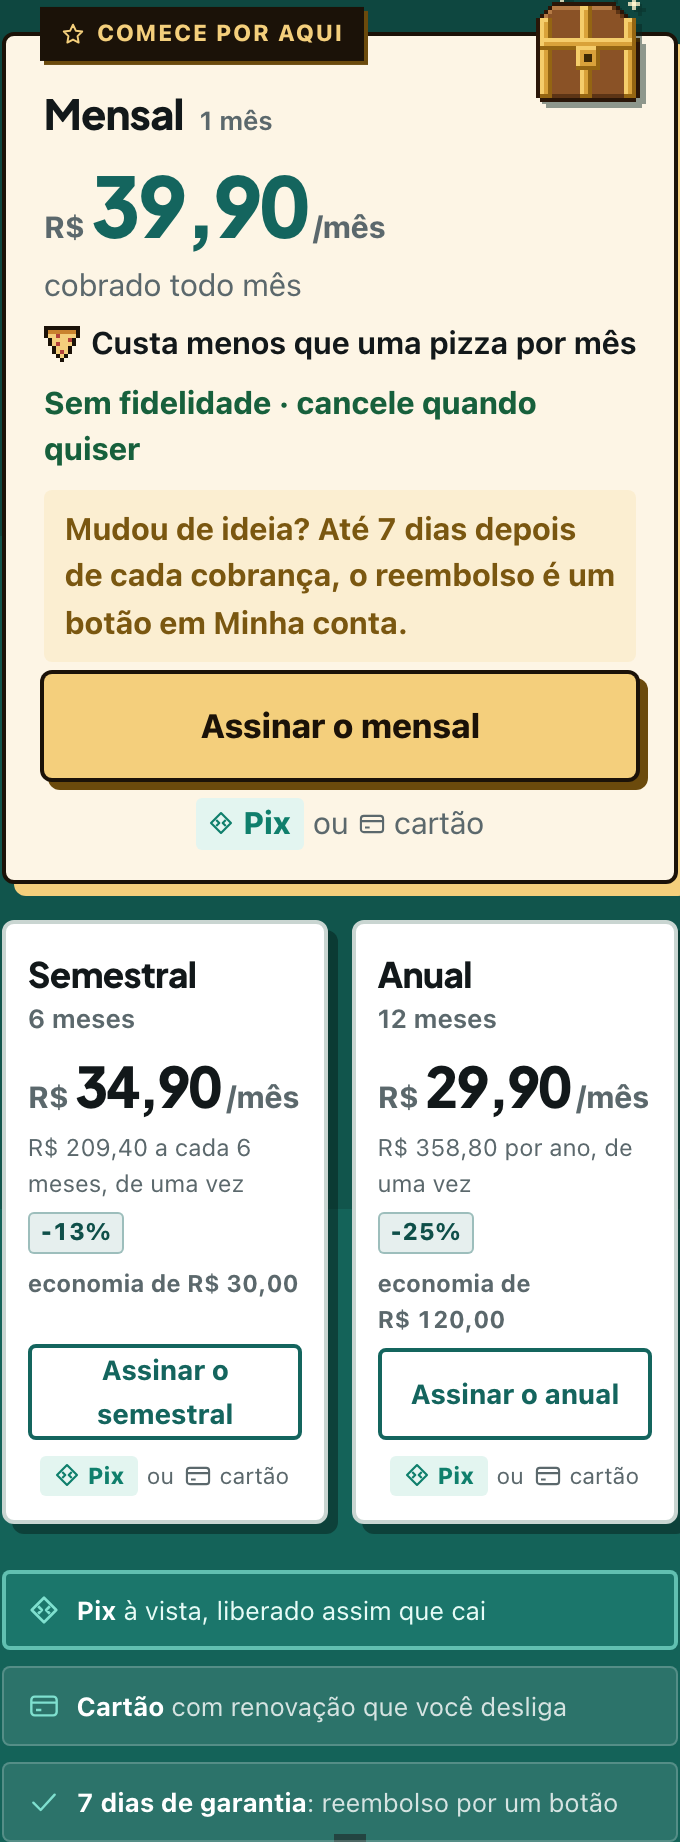 COMECE POR AQUI
Mensal 1 mês
R$ 39,90/mês
cobrado todo mês
Custa menos que uma pizza por mês
Sem fidelidade · cancele quando
quiser
Mudou de ideia? Até 7 dias depois
de cada cobrança, o reembolso é um
botão em Minha conta.
Assinar o mensal
Pix ou cartão
Semestral
6 meses
R$ 34,90/mês
R$ 209,40 a cada 6
meses, de uma vez
-13%
economia de R$ 30,00
Assinar o
semestral
Pix ou cartão
Anual
12 meses
R$ 29,90/mês
R$ 358,80 por ano, de
uma vez
-25%
economia de
R$ 120,00
Assinar o anual
Pix ou cartão
Pix à vista, liberado assim que cai
Cartão com renovação que você desliga
7 dias de garantia: reembolso por um botão